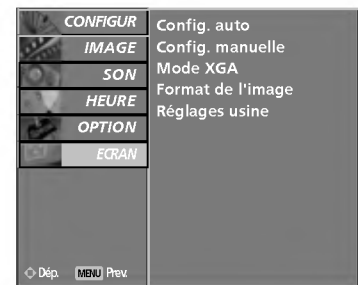 CONFIGUR
IMAGE
SON
HEURE
OPTION
ECRAN
Dép. MENU Prev.
Config. auto
Config. manuelle
Mode XGA
Format de l'image
Réglages usine